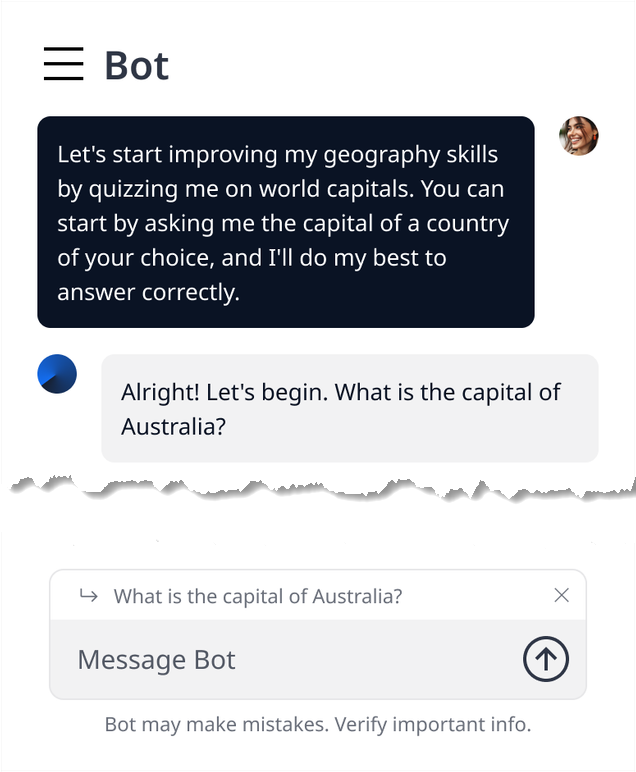 Bot
Let's start improving my geography skills
by quizzing me on world capitals. You can
start by asking me the capital of a country
of your choice, and I'll do my best to
answer correctly.
Alright! Let's begin. What is the capital of
Australia?
What is the capital of Australia?
Message Bot
Bot may make mistakes. Verify important info.